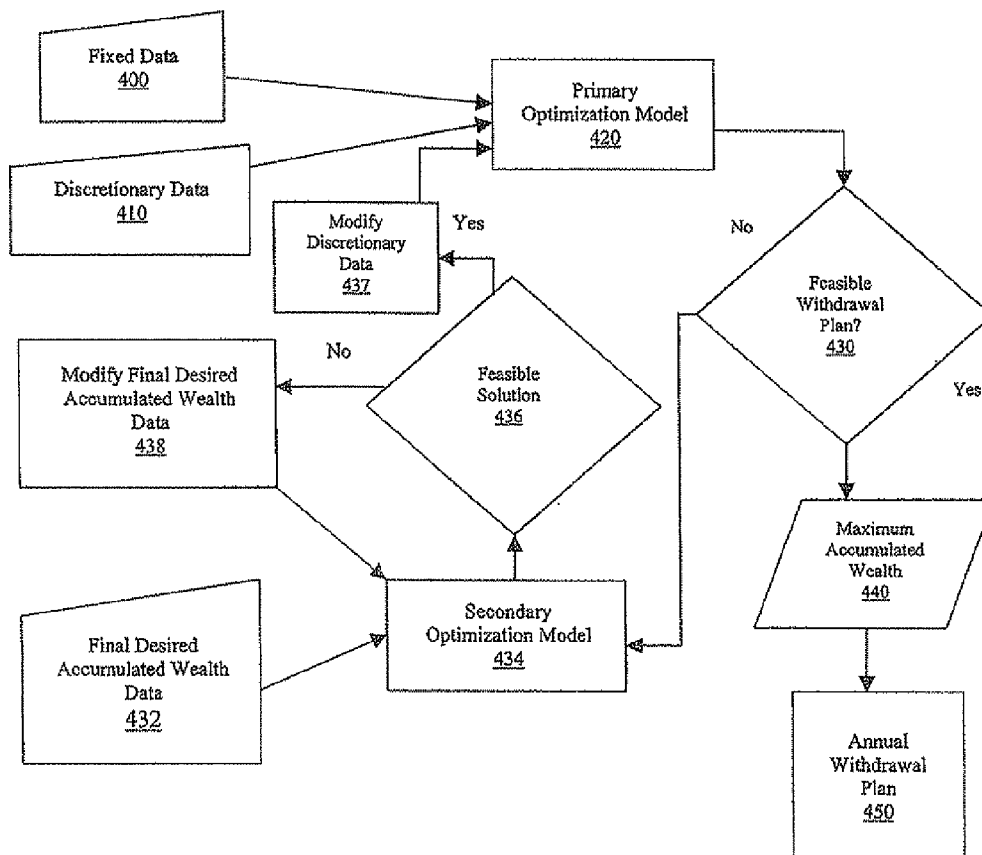 Fixed Data
400
Primary
Optimization Model
420
Discretionary Data
410
Modify
Discretionary
Data
437
Yes
No
Feasible
Withdrawal
Plan?
430
Yes
No
Modify Final Desired
Accumulated Wealth
Data
438
Feasible
Solution
436
Maximum
Accumulated
Wealth
440
Secondary
Optimization Model
434
Final Desired
Accumulated Wealth
Data
432
Annual
Withdrawal
Plan
450